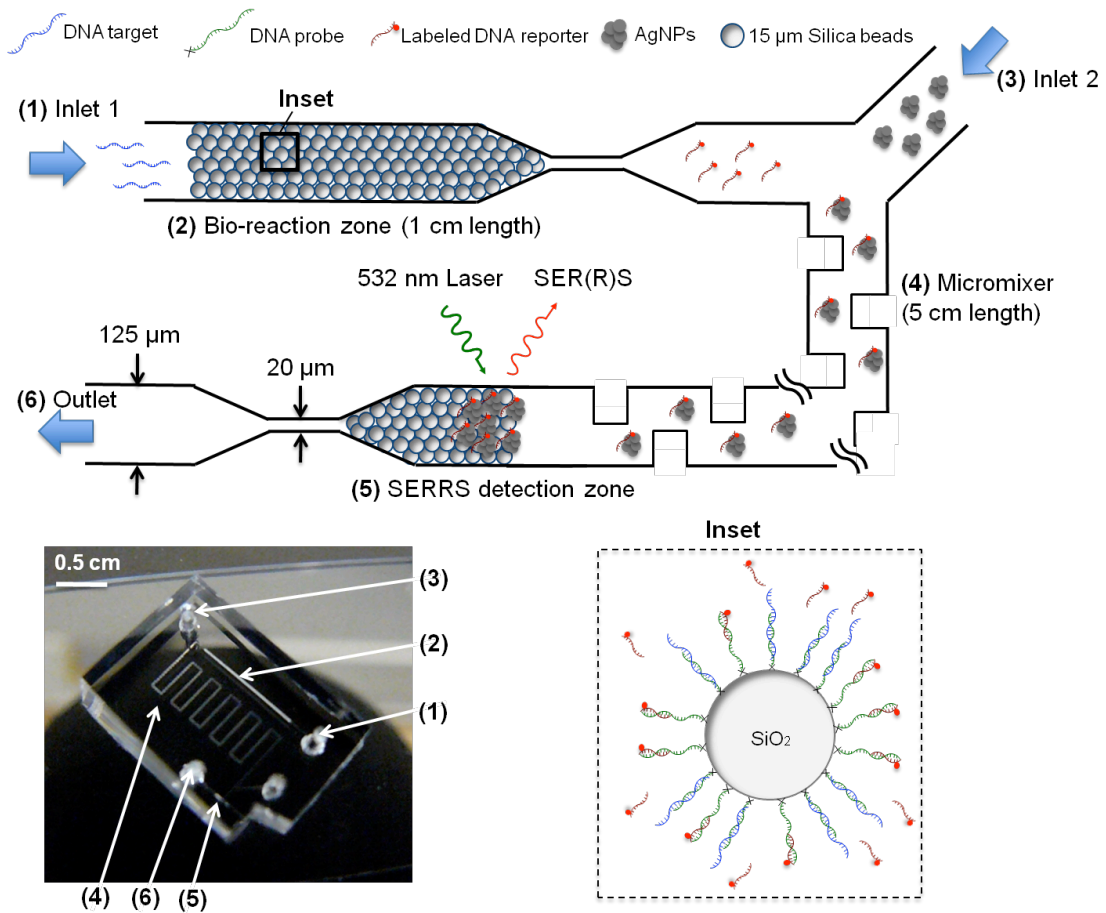 DNA target
DNA probe
Labeled DNA reporter
AgNPs
15 µm Silica beads
(1) Inlet 1
Inset
(3) Inlet 2
(2) Bio-reaction zone (1 cm length)
532 nm Laser
SER(R)S
(4) Micromixer
(5 cm length)
125 µm
20 µm
(6) Outlet
(5) SERRS detection zone
0.5 cm
(3)
(2)
(1)
(4)
(6)
(5)
Inset
SiO₂